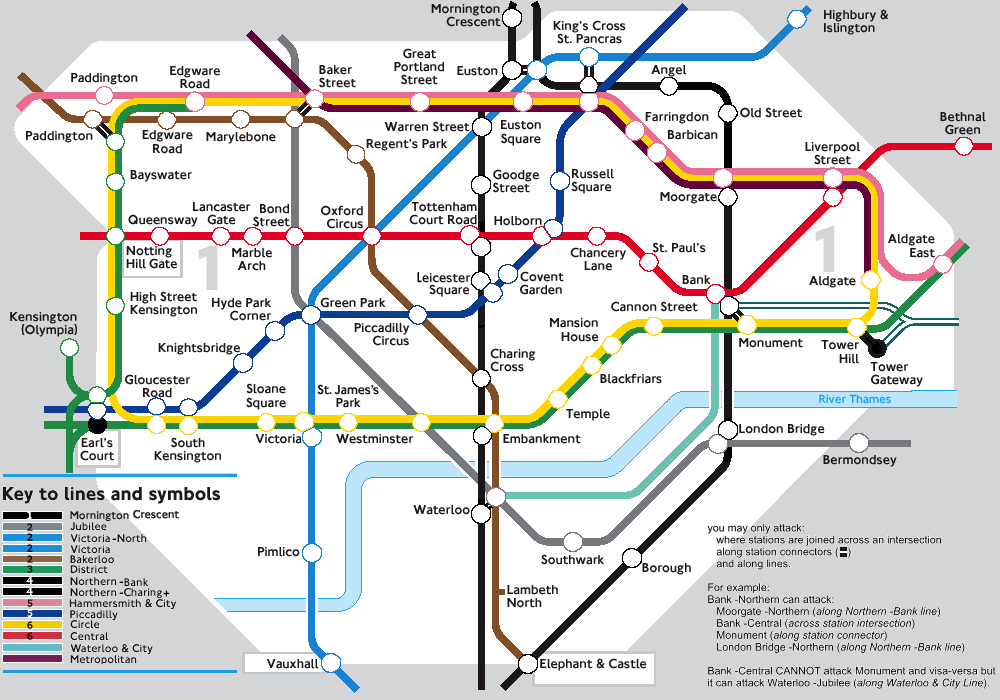 Mornington
Crescent
King's Cross
St. Pancras
Highbury &
Islington
Paddington
Edgware
Road
Baker
Street
Great
Portland
Street
Euston
Angel
Paddington
Edgware
Road
Marylebone
Regent's Park
Warren Street
Euston
Square
Farringdon
Barbican
Old Street
Liverpool
Street
Bethnal
Green
Bayswater
Goodge
Street
Russell
Square
Moorgate
Queensway
Lancaster
Gate
Bond
Street
Oxford
Circus
Tottenham
Court Road
Holborn
Notting
Hill Gate
Marble
Arch
1
Chancery
Lane
St. Paul's
1
Aldgate
East
Leicester
Square
Covent
Garden
Bank
Aldgate
High Street
Kensington
Hyde Park
Corner
Green Park
Piccadilly
Circus
Cannon Street
Kensington
(Olympia)
Mansion
House
Monument
Tower
Hill
Knightsbridge
Charing
Cross
Blackfriars
Tower
Gateway
Gloucester
Road
Sloane
Square
St. James's
Park
Temple
River Thames
Earl's
Court
South
Kensington
Victoria
Westminster
Embankment
London Bridge
Bermondsey
Key to lines and symbols
Mornington Crescent
2 Jubilee
2 Victoria-North
2 Victoria
2 Bakerloo
3 District
4 Northern-Bank
4 Northern-Charing+
5 Hammersmith & City
5 Piccadilly
6 Circle
6 Central
Waterloo & City
Metropolitan
Waterloo
Southwark
Pimlico
Borough
Lambeth
North
Vauxhall
Elephant & Castle
you may only attack:
where stations are joined across an intersection
along station connectors ( )
and along lines.
For example:
Bank -Northern can attack:
Moorgate -Northern (along Northern -Bank line)
Bank -Central (across station intersection)
Monument (along station connector)
London Bridge -Northern (along Northern -Bank line)
Bank -Central CANNOT attack Monument and visa-versa but
it can attack Waterloo -Jubilee (along Waterloo & City Line).